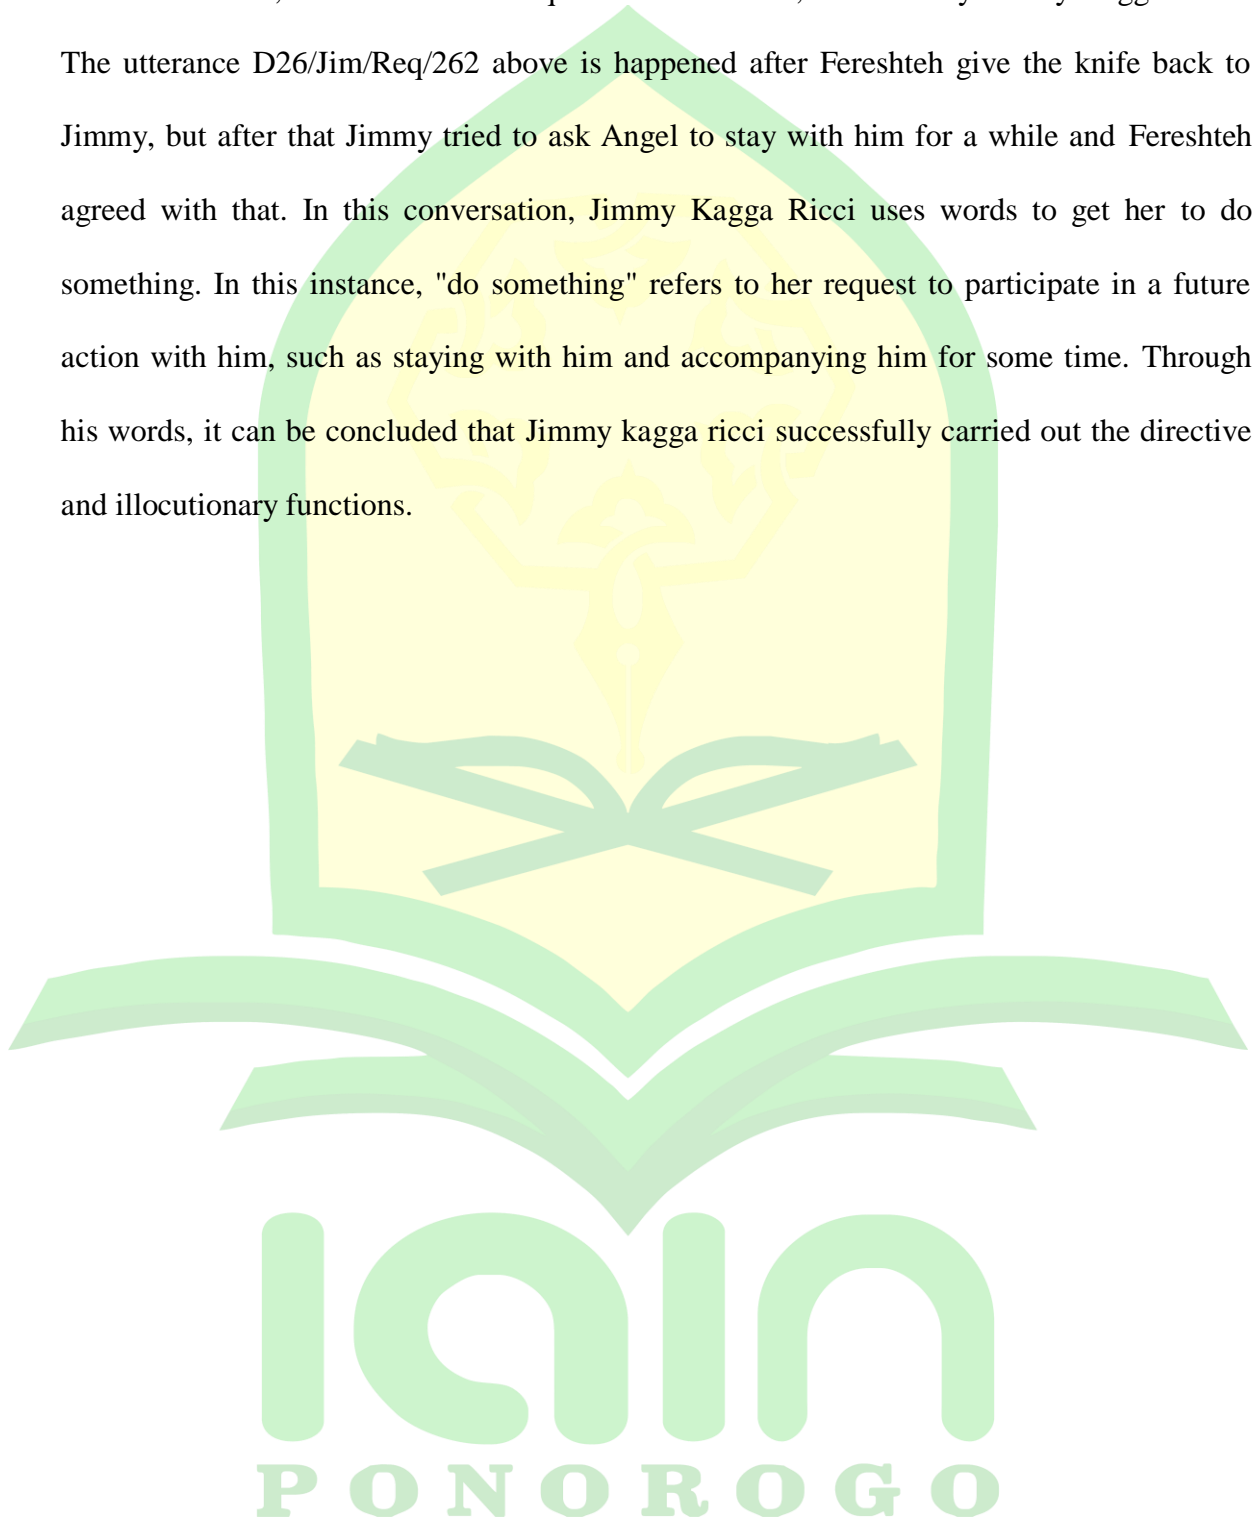 The utterance D26/Jim/Req/262 above is happened after Fereshteh give the knife back to
Jimmy, but after that Jimmy tried to ask Angel to stay with him for a while and Fereshteh
agreed with that. In this conversation, Jimmy Kagga Ricci uses words to get her to do
something. In this instance, "do something" refers to her request to participate in a future
action with him, such as staying with him and accompanying him for some time. Through
his words, it can be concluded that Jimmy kagga ricci successfully carried out the directive
and illocutionary functions.
iain
PONOROGO